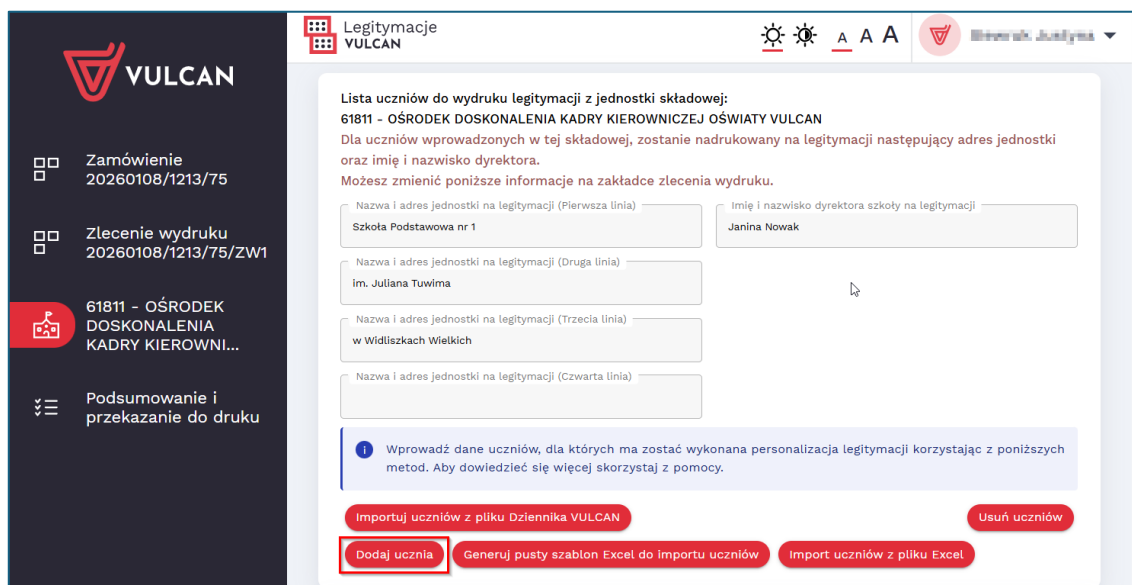 VULCAN
Zamówienie
20260108/1213/75
Zlecenie wydruku
20260108/1213/75/ZW1
61811 - OŚRODEK
DOSKONALENIA
KADRY KIEROWNI...
Podsumowanie i
przekazanie do druku
Legitymacje
VULCAN
A A A
Lista uczniów do wydruku legitymacji z jednostki składowej:
61811 - OŚRODEK DOSKONALENIA KADRY KIEROWNICZEJ OŚWIATY VULCAN
Dla uczniów wprowadzonych w tej składowej, zostanie nadrukowany na legitymacji następujący adres jednostki
oraz imię i nazwisko dyrektora.
Możesz zmienić poniższe informacje na zakładce zlecenia wydruku.
Nazwa i adres jednostki na legitymacji (Pierwsza linia)
Szkoła Podstawowa nr 1
Imię i nazwisko dyrektora szkoły na legitymacji
Janina Nowak
Nazwa i adres jednostki na legitymacji (Druga linia)
im. Juliana Tuwima
Nazwa i adres jednostki na legitymacji (Trzecia linia)
w Widliszkach Wielkich
Nazwa i adres jednostki na legitymacji (Czwarta linia)
Wprowadź dane uczniów, dla których ma zostać wykonana personalizacja legitymacji korzystając z poniższych
metod. Aby dowiedzieć się więcej skorzystaj z pomocy.
Importuj uczniów z pliku Dziennika VULCAN
Usuń uczniów
Dodaj ucznia
Generuj pusty szablon Excel do importu uczniów
Import uczniów z pliku Excel